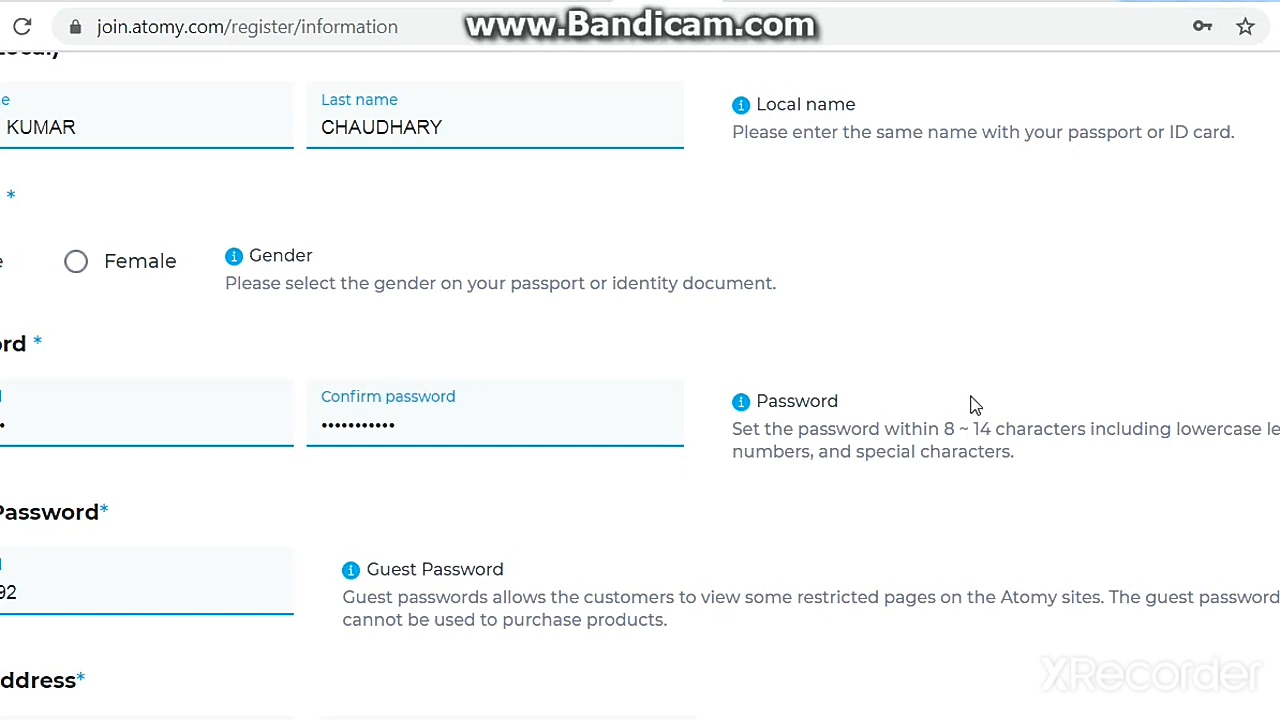 join.atomy.com/register/information
www.Bandicam.com
Last name
KUMAR
CHAUDHARY
Local name
Please enter the same name with your passport or ID card.
*
Female
Gender
Please select the gender on your passport or identity document.
*
Confirm password
•••••••••••
Password
Set the password within 8 ~ 14 characters including lowercase le
numbers, and special characters.
Password*
92
Guest Password
Guest passwords allows the customers to view some restricted pages on the Atomy sites. The guest password
cannot be used to purchase products.
ddress*
XRecorder